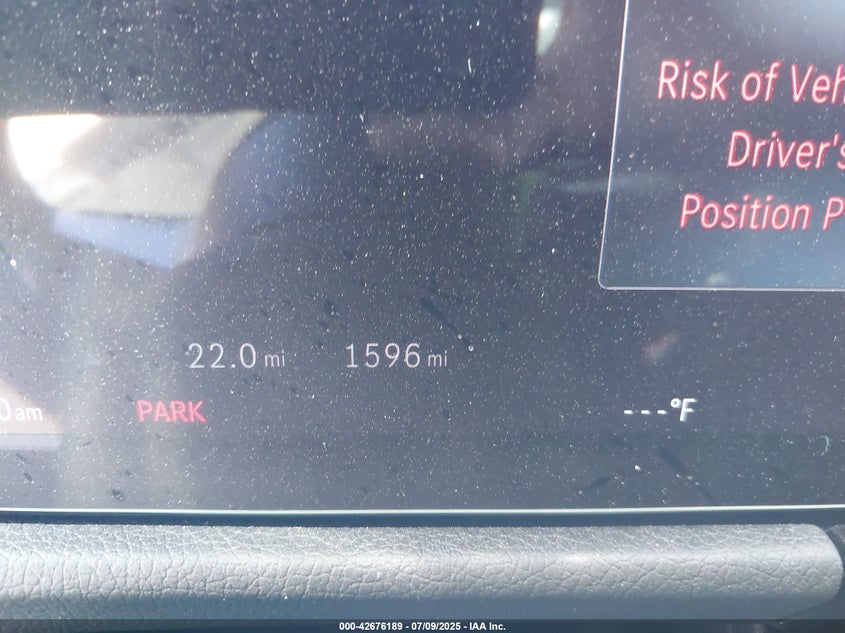 Risk of Veh
Driver's
Position P
22.0 mi 1596 mi
0 am PARK ---°F
000-42676189 - 07/09/2025 - IAA Inc.